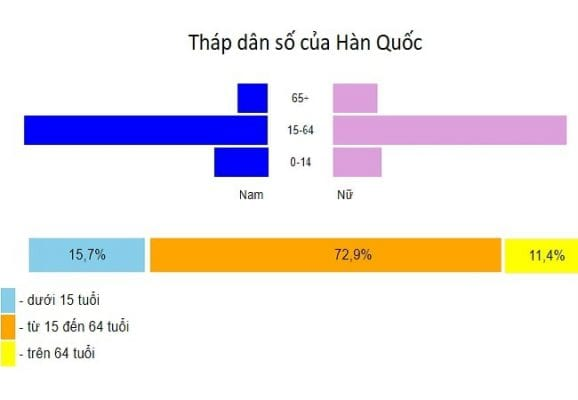 Tháp dân số của Hàn Quốc
65+
15-64
0-14
Nam Nữ
15,7% 72,9% 11,4%
- dưới 15 tuổi
- từ 15 đến 64 tuổi
- trên 64 tuổi